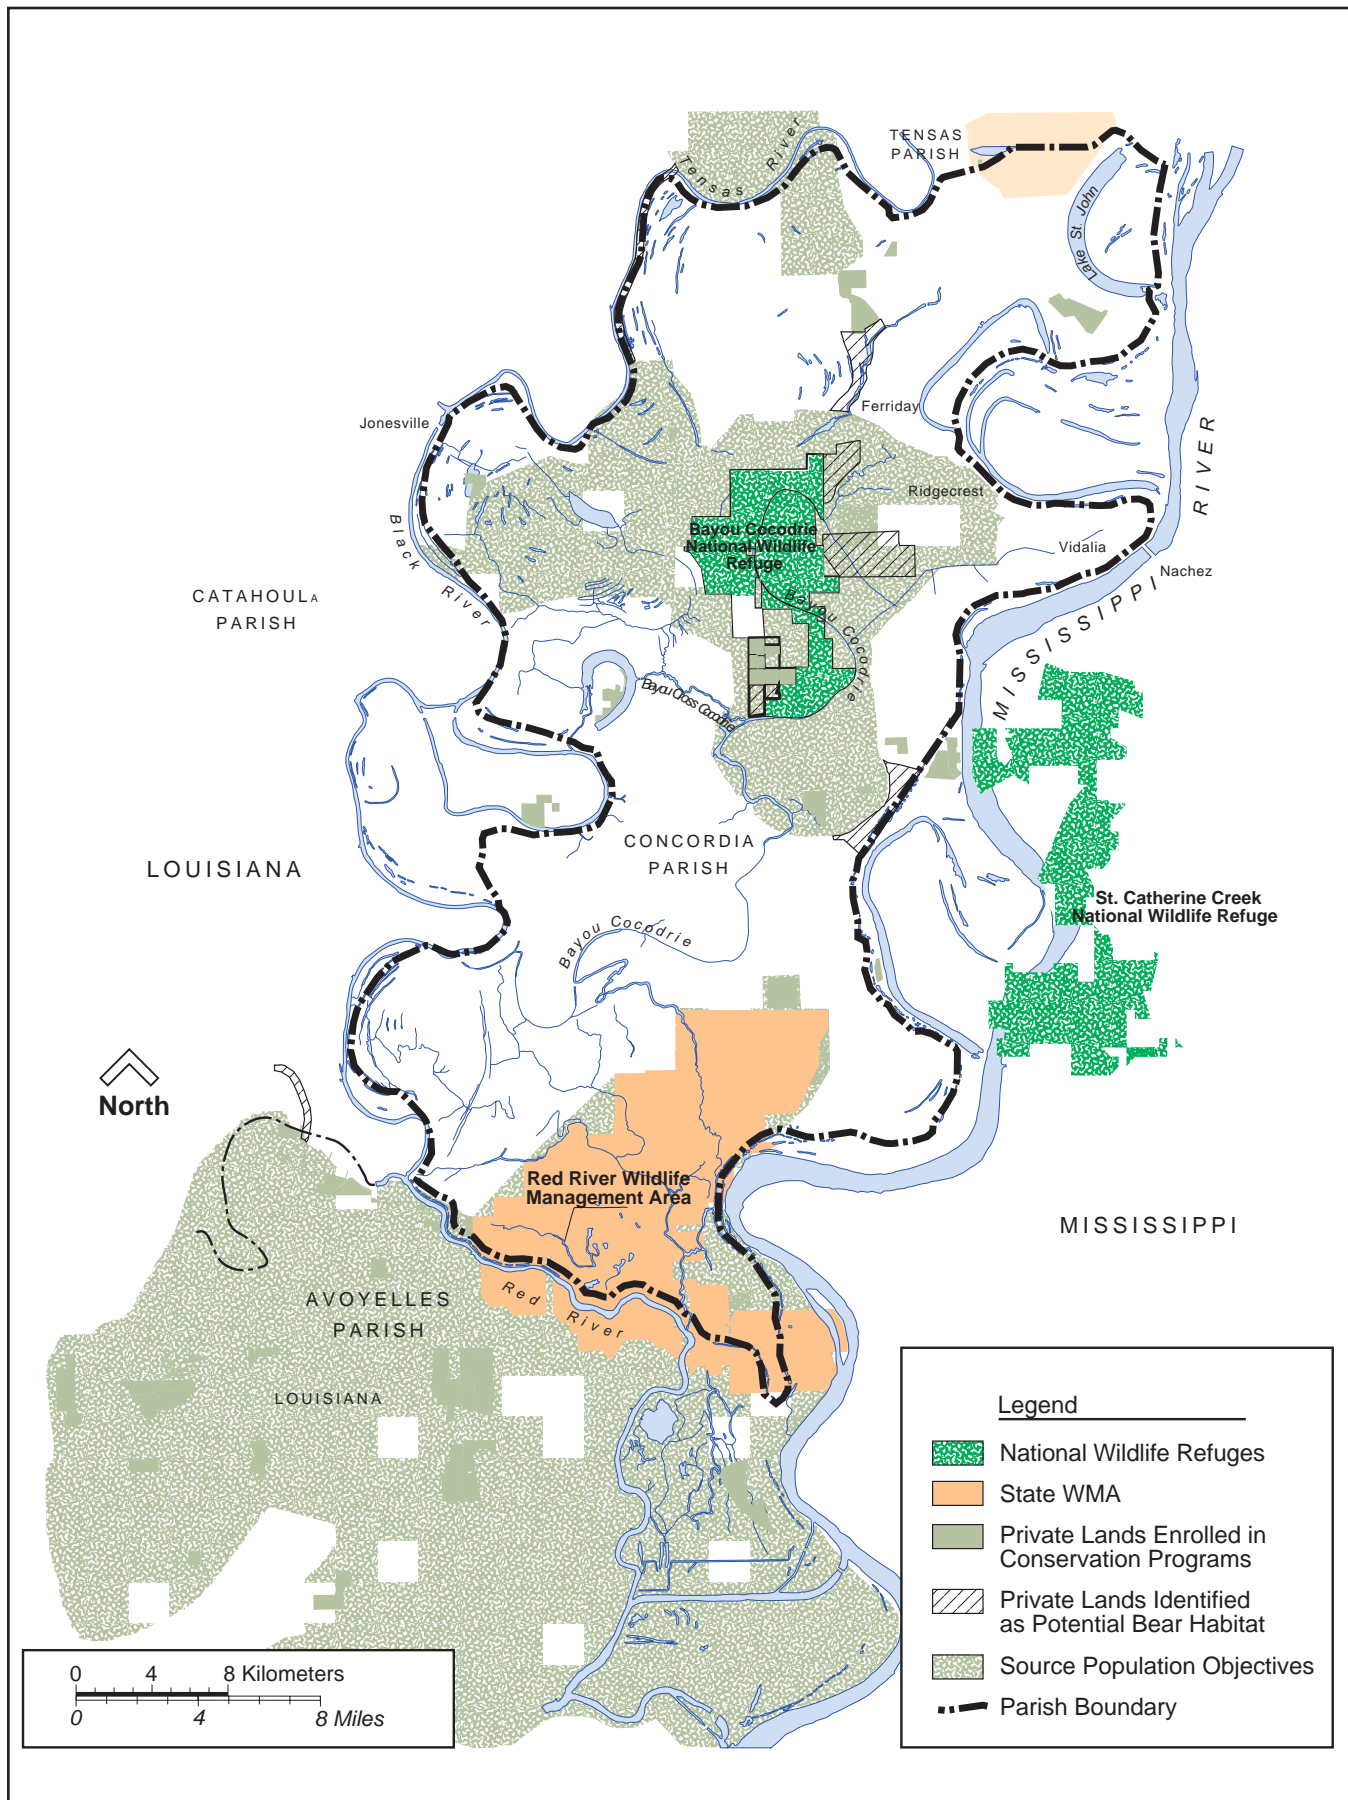 TENSAS
PARISH
Tensas River
Lake St. John
Jonesville
Ferriday
Ridgecrest
RIVER
Black River
Bayou Cocodrie
National Wildlife
Refuge
Vidalia
Nachez
MISSISSIPPI
CATAHOULA
PARISH
Bayou Cocodrie
Bayou Cross Cocodrie
CONCORDIA
PARISH
LOUISIANA
St. Catherine Creek
National Wildlife Refuge
Bayou Cocodrie
North
Red River Wildlife
Management Area
MISSISSIPPI
Red River
AVOYELLES
PARISH
LOUISIANA
Legend
National Wildlife Refuges
State WMA
Private Lands Enrolled in
Conservation Programs
Private Lands Identified
as Potential Bear Habitat
Source Population Objectives
Parish Boundary
0 4 8 Kilometers
0 4 8 Miles